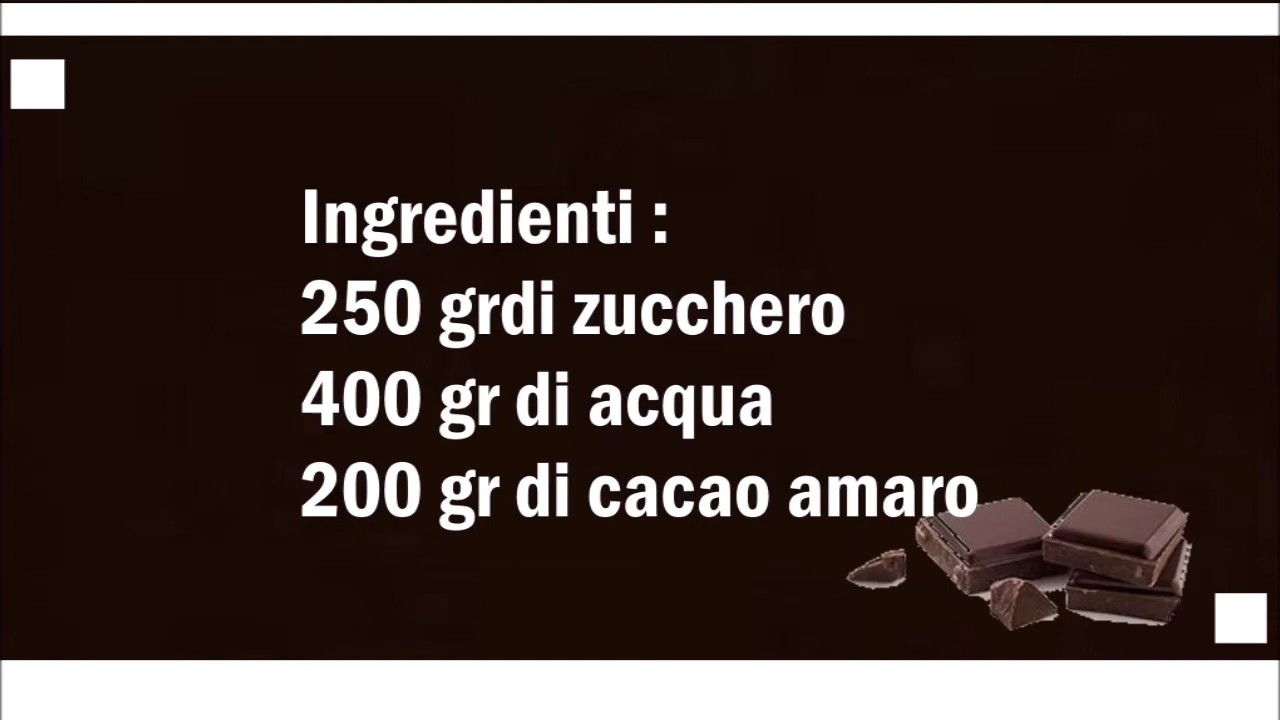 Ingredienti :
250 grdi zucchero
400 gr di acqua
200 gr di cacao amaro